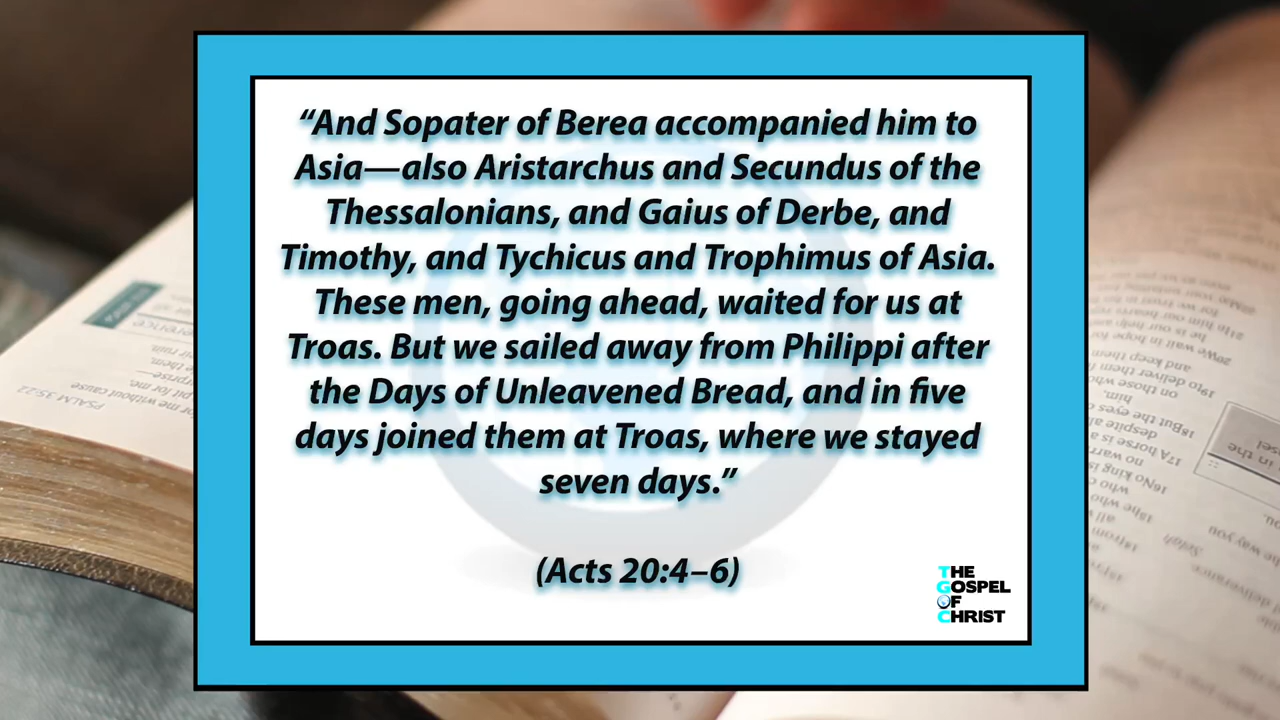 “And Sopater of Berea accompanied him to
Asia—also Aristarchus and Secundus of the
Thessalonians, and Gaius of Derbe, and
Timothy, and Tychicus and Trophimus of Asia.
These men, going ahead, waited for us at
Troas. But we sailed away from Philippi after
the Days of Unleavened Bread, and in five
days joined them at Troas, where we stayed
seven days.”
(Acts 20:4–6)
THE
GOSPEL
OF
CHRIST
PSALM 35:22